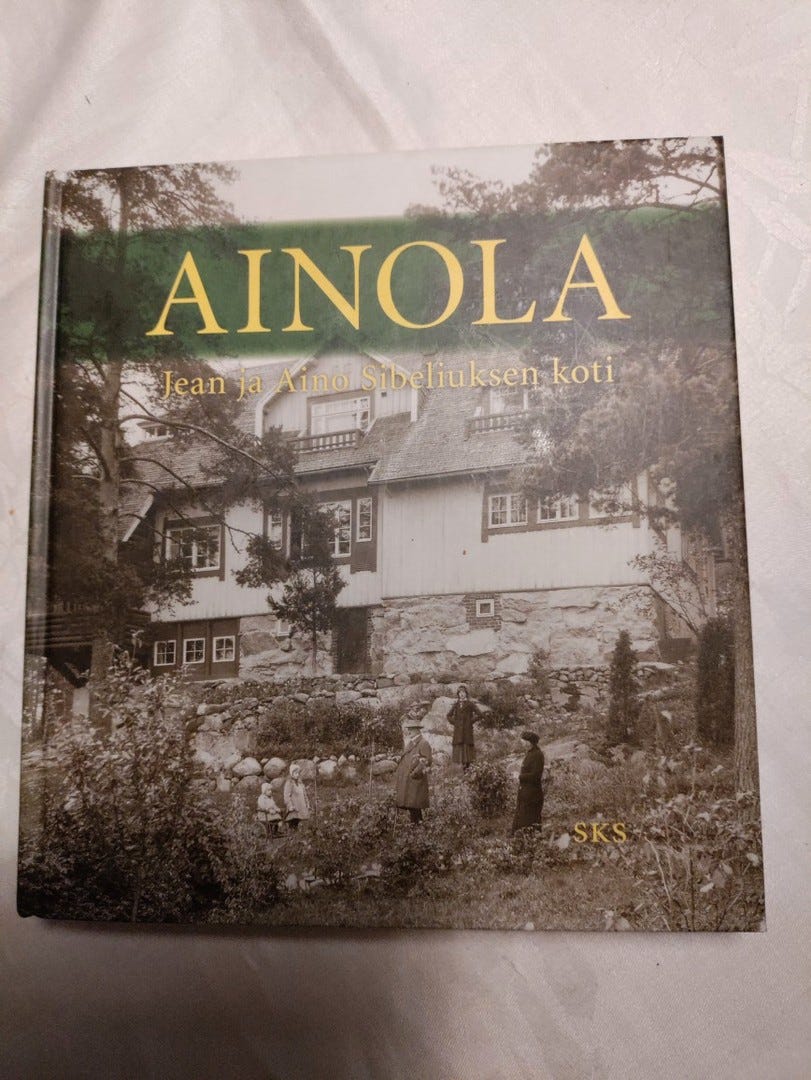 AINOLA
Jean ja Aino Sibeliuksen koti
SKS